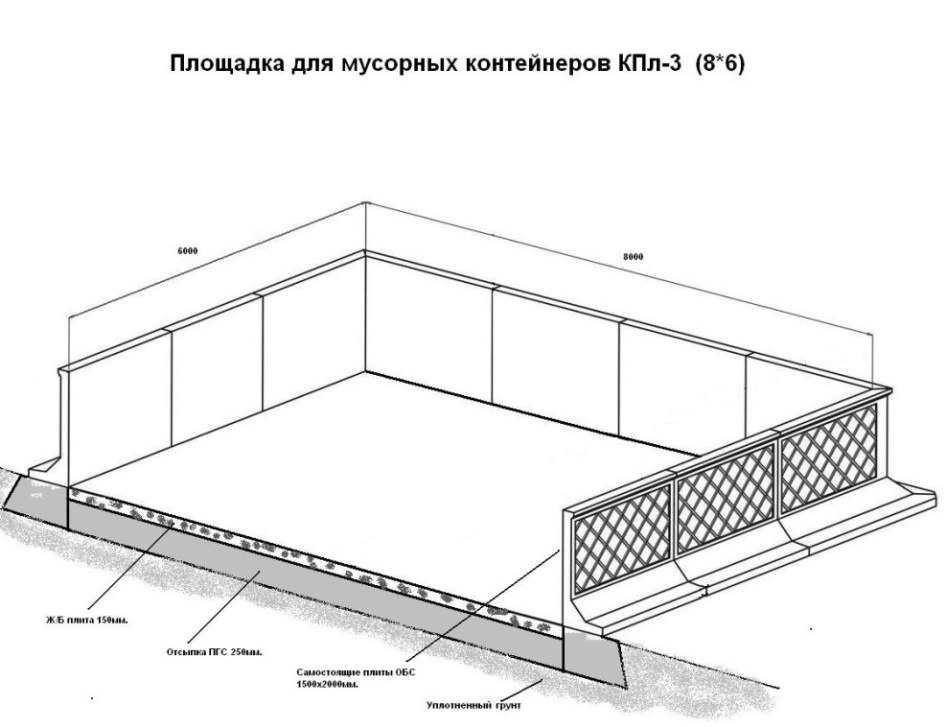 Площадка для мусорных контейнеров КПл-3 (8*6)
6000
8000
Ж/Б плита 150мм.
Отсыпка ПГС 250мм.
Самостоящие плиты ОБС
1500х2000мм.
Уплотненный грунт